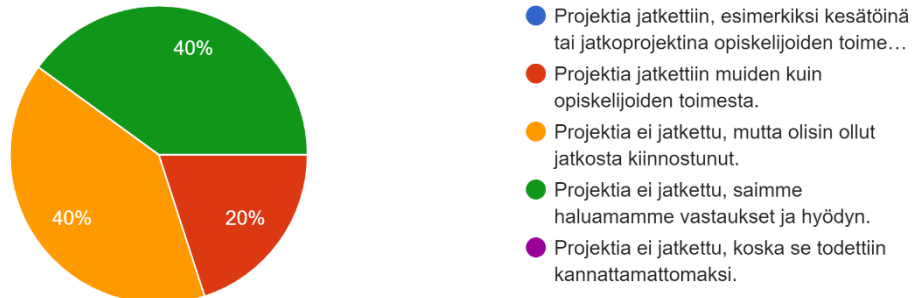 40%
40%
20%
Projektia jatkettiin, esimerkiksi kesätöinä
tai jatkoprojektina opiskelijoiden toime…
Projektia jatkettiin muiden kuin
opiskelijoiden toimesta.
Projektia ei jatkettu, mutta olisin ollut
jatkosta kiinnostunut.
Projektia ei jatkettu, saimme
haluamamme vastaukset ja hyödyn.
Projektia ei jatkettu, koska se todettiin
kannattamattomaksi.